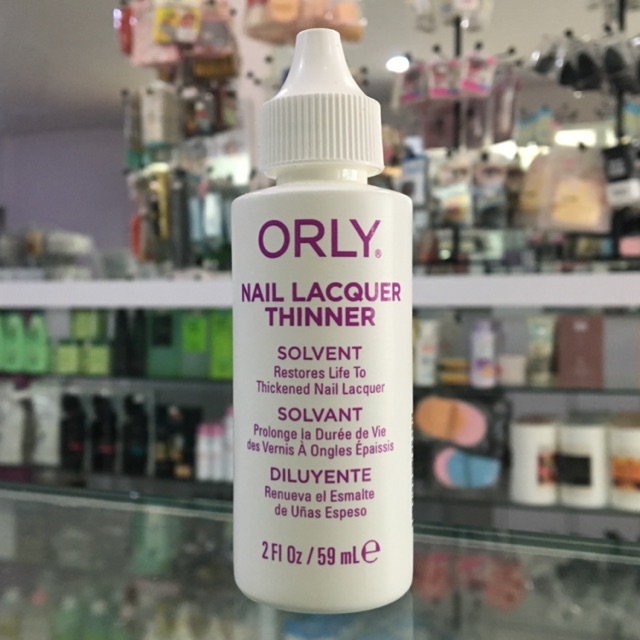 ORLY®
NAIL LACQUER
THINNER
SOLVENT
Restores Life To
Thickened Nail Lacquer
SOLVANT
Prolonge la Durée de Vie
des Vernis À Ongles Épaissis
DILUYENTE
Renueva el Esmalte
de Uñas Espeso
2 Fl Oz / 59 mL℮